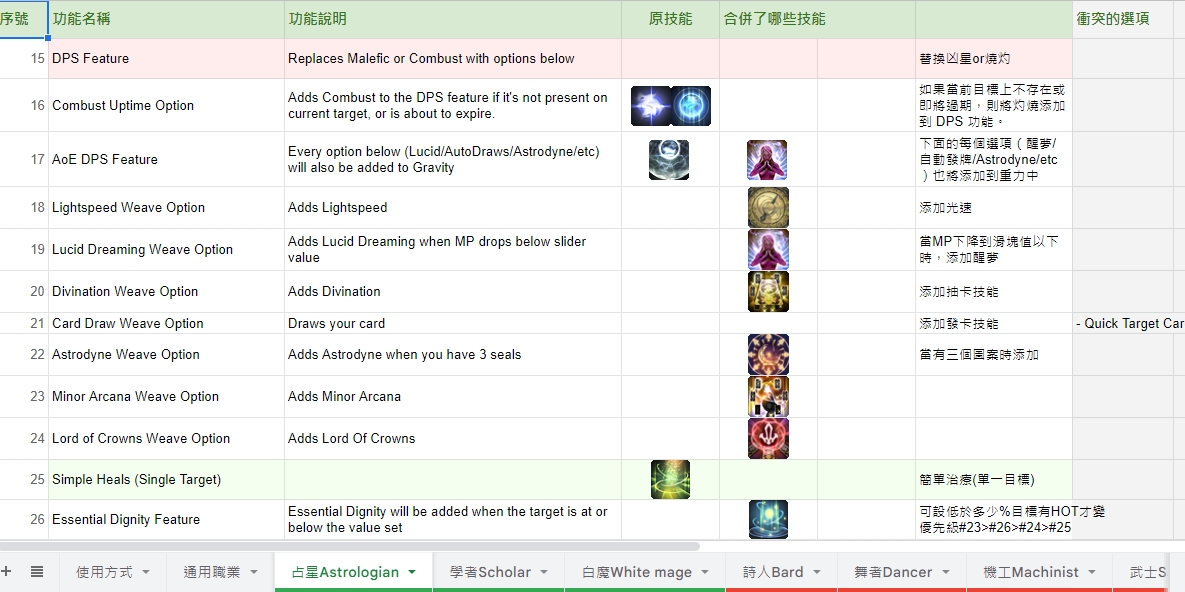 序號 功能名稱 功能說明 原技能 合併了哪些技能 衝突的選項
15 DPS Feature Replaces Malefic or Combust with options below 替換凶星or燒灼
16 Combust Uptime Option Adds Combust to the DPS feature if it's not present on
current target, or is about to expire. 如果當前目標上不存在或
即將過期，則將灼燒添加
到 DPS 功能。
17 AoE DPS Feature Every option below (Lucid/AutoDraws/Astrodyne/etc)
will also be added to Gravity 下面的每個選項（醒夢/
自動發牌/Astrodyne/etc
）也將添加到重力中
18 Lightspeed Weave Option Adds Lightspeed 添加光速
19 Lucid Dreaming Weave Option Adds Lucid Dreaming when MP drops below slider
value 當MP下降到滑塊值以下
時，添加醒夢
20 Divination Weave Option Adds Divination 添加抽卡技能
21 Card Draw Weave Option Draws your card 添加發卡技能 - Quick Target Car
22 Astrodyne Weave Option Adds Astrodyne when you have 3 seals 當有三個圖案時添加
23 Minor Arcana Weave Option Adds Minor Arcana
24 Lord of Crowns Weave Option Adds Lord Of Crowns
25 Simple Heals (Single Target) 簡單治療(單一目標)
26 Essential Dignity Feature Essential Dignity will be added when the target is at or
below the value set 可設低於多少%目標有HOT才變
優先級#23>#26>#24>#25
+ 使用方式 通用職業 占星Astrologian 學者Scholar 白魔White mage 詩人Bard 舞者Dancer 機工Machinist 武士S